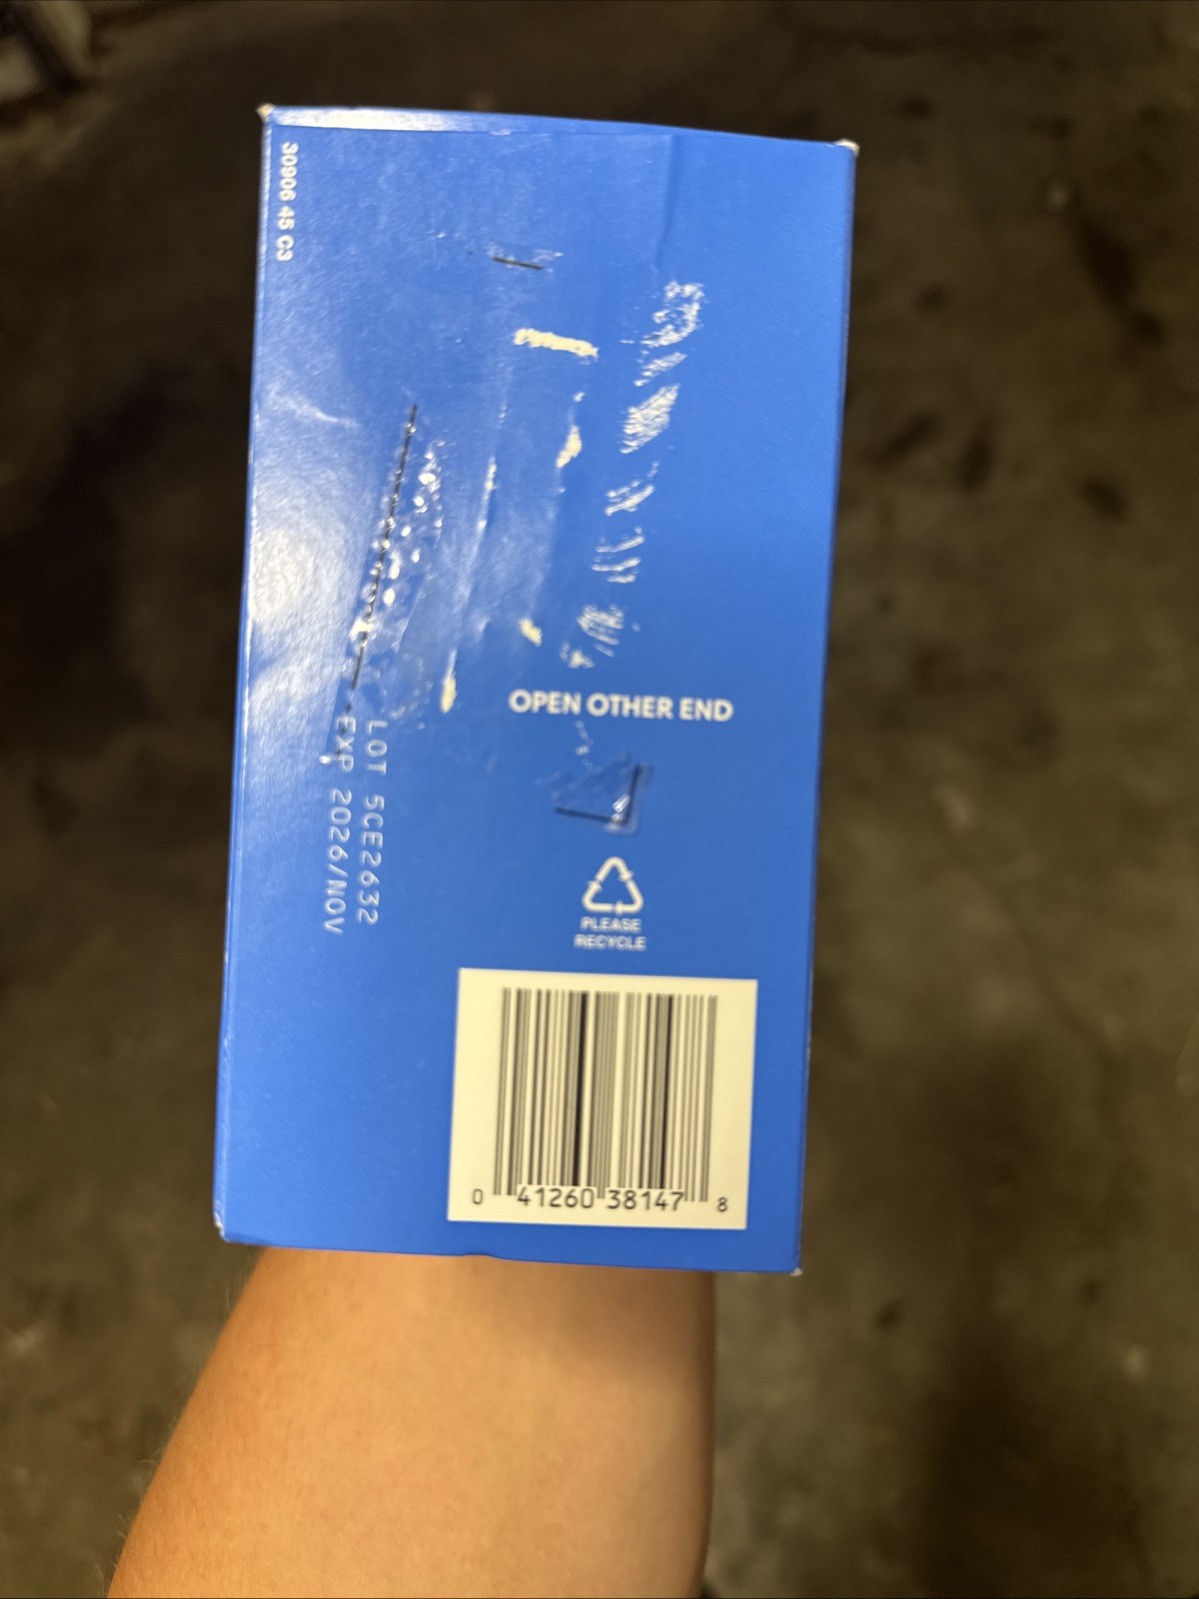 30906 45 C3
OPEN OTHER END
LOT 5CE2632
EXP 2026/NOV
PLEASE
RECYCLE
0 41260 38147 8